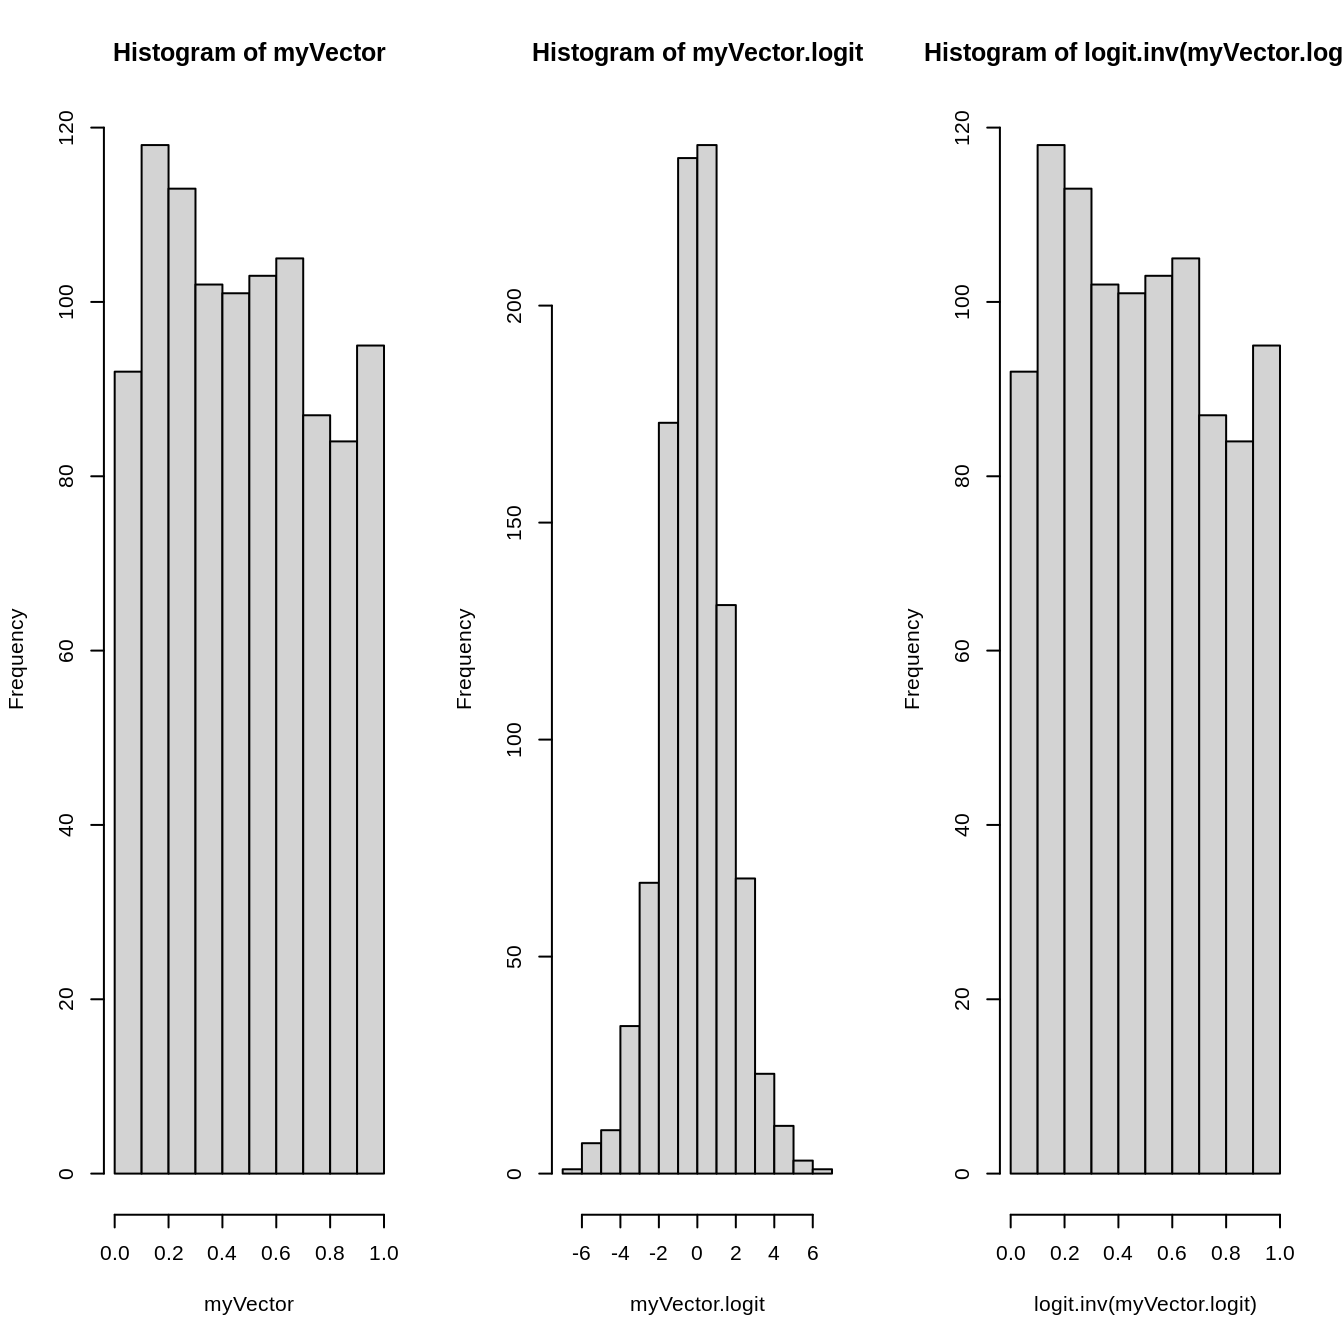 Histogram of myVector
Frequency
0 20 40 60 80 100 120
0.0 0.2 0.4 0.6 0.8 1.0
myVector
Histogram of myVector.logit
Frequency
0 50 100 150 200
-6 -4 -2 0 2 4 6
myVector.logit
Histogram of logit.inv(myVector.log
Frequency
0 20 40 60 80 100 120
0.0 0.2 0.4 0.6 0.8 1.0
logit.inv(myVector.logit)